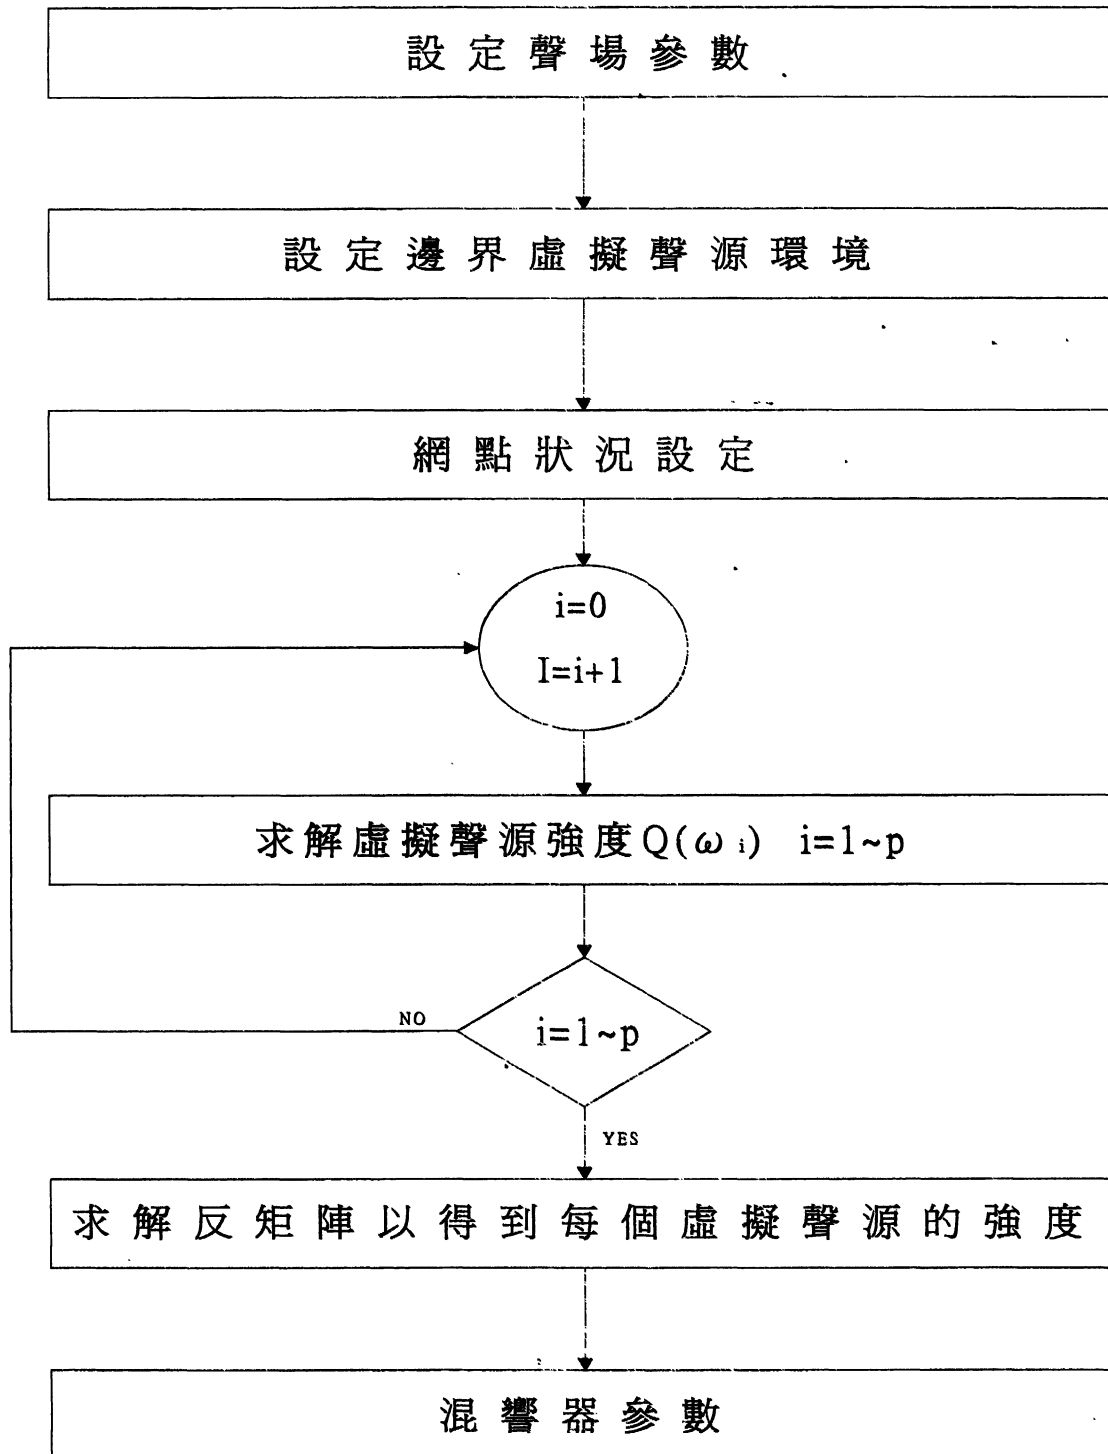 設定聲場參數
設定邊界虛擬聲源環境
網點狀況設定
i=0
I=i+1
求解虛擬聲源強度Q(ω i) i=1~p
NO
i=1~p
YES
求解反矩陣以得到每個虛擬聲源的強度
混響器參數